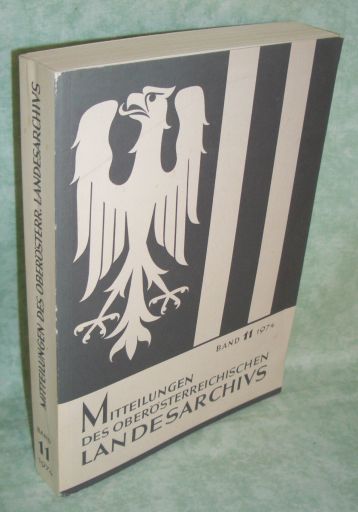 BAND 11 1974
MITTEILUNGEN
DES OBERÖSTERREICHISCHEN
LANDESARCHIVS
MITTEILUNGEN DES OBERÖSTERR. LANDESARCHIVS
BAND
11
1974